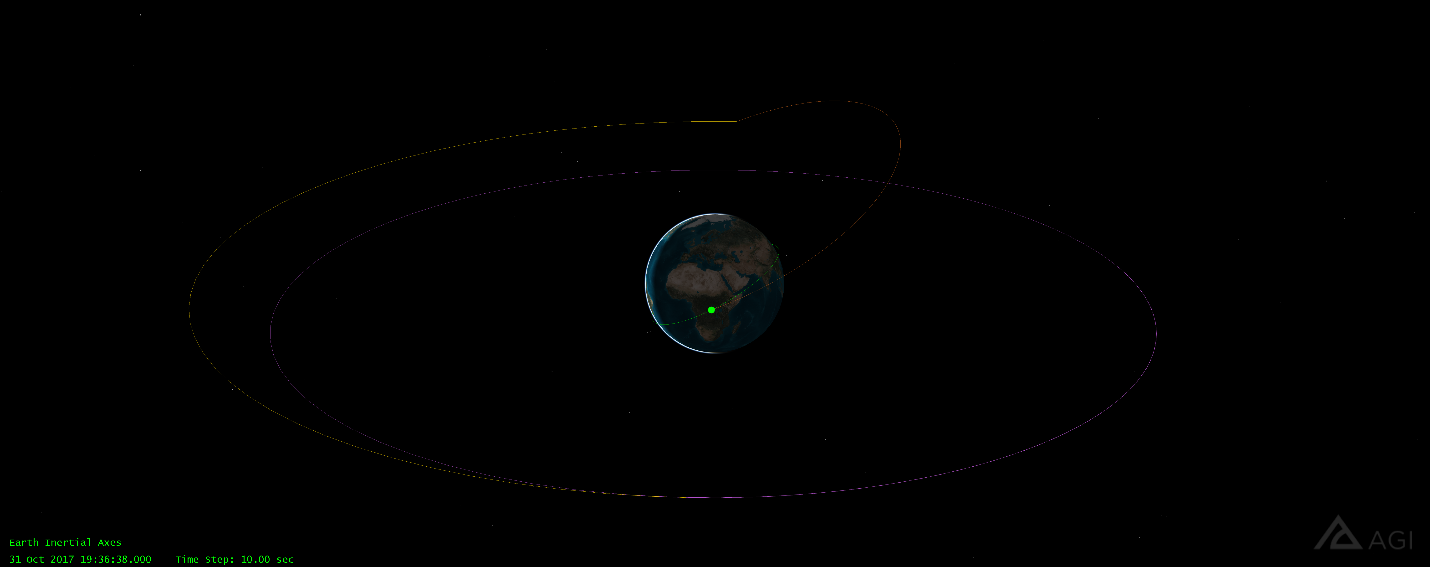 Earth Inertial Axes
31 Oct 2017 19:36:38.000 Time Step: 10.00 sec
AGI